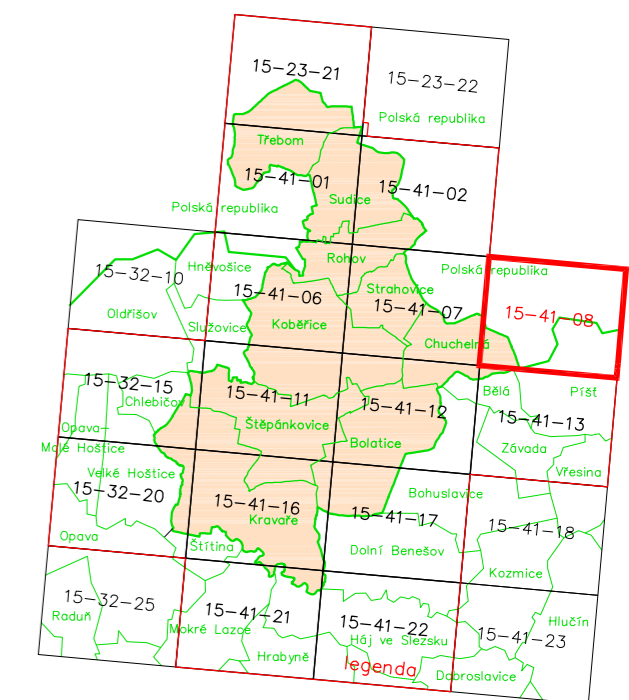 15-23-21
15-23-22
Polská republika
Třebom
15-41-01
15-41-02
Sudice
Polská republika
Rohov
Polská republika
Hněvošice
15-32-10
15-41-06
Strahovice
15-41-07
15-41-08
Oldřišov
Služovice
Kobeřice
Chuchelná
15-32-15
Chlebičov
15-41-11
15-41-12
Bělá
Píšť
15-41-13
Opava-
Malé Hoštice
Štěpánkovice
Bolatice
Závada
Vřesina
Velké Hoštice
15-32-20
15-41-16
Kravaře
Bohuslavice
15-41-17
15-41-18
Opava
Štítina
Dolní Benešov
Kozmice
15-32-25
Raduň
15-41-21
Mokré Lazce
15-41-22
Háj ve Slezsku
15-41-23
Hlučín
Hrabyně
legenda
Dobroslavice